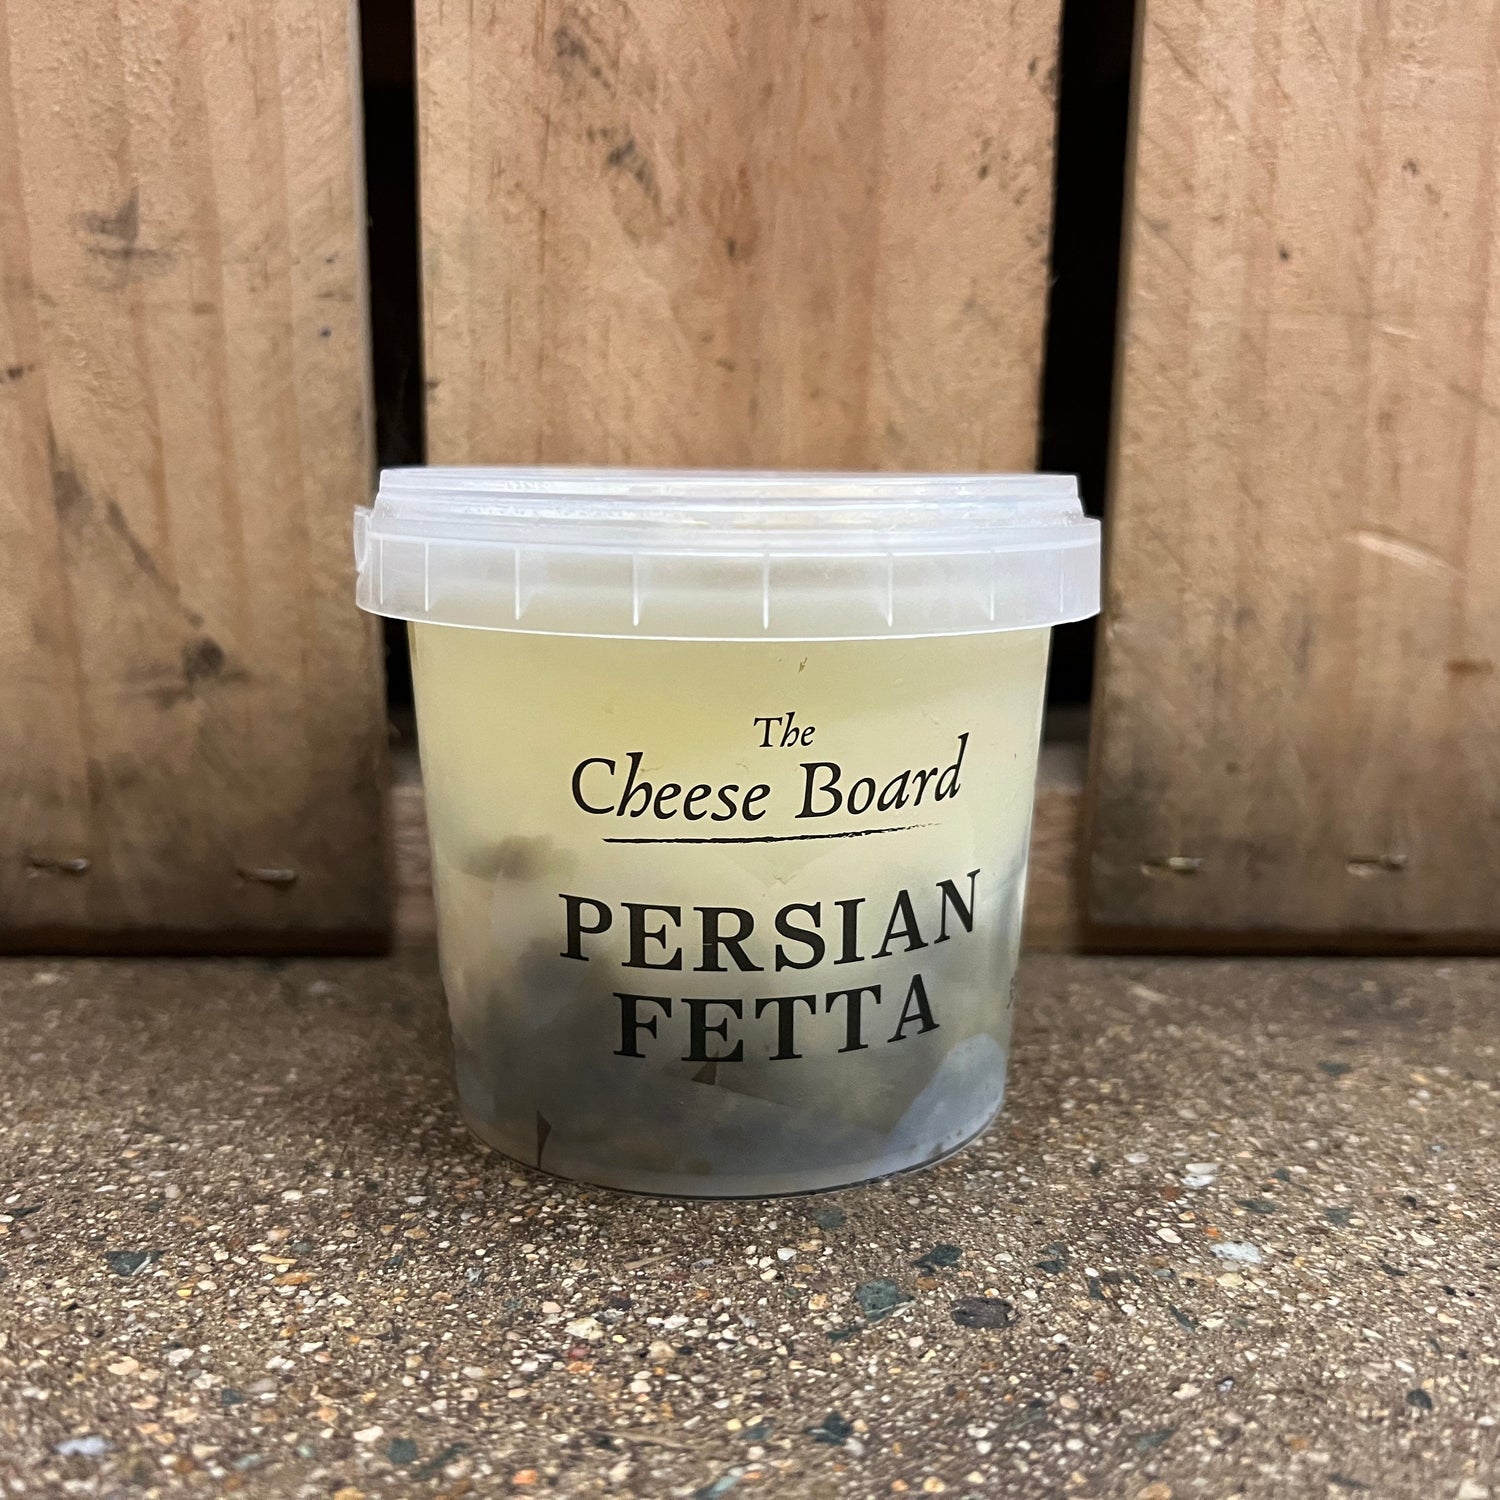 The
Cheese Board
PERSIAN
FETTA